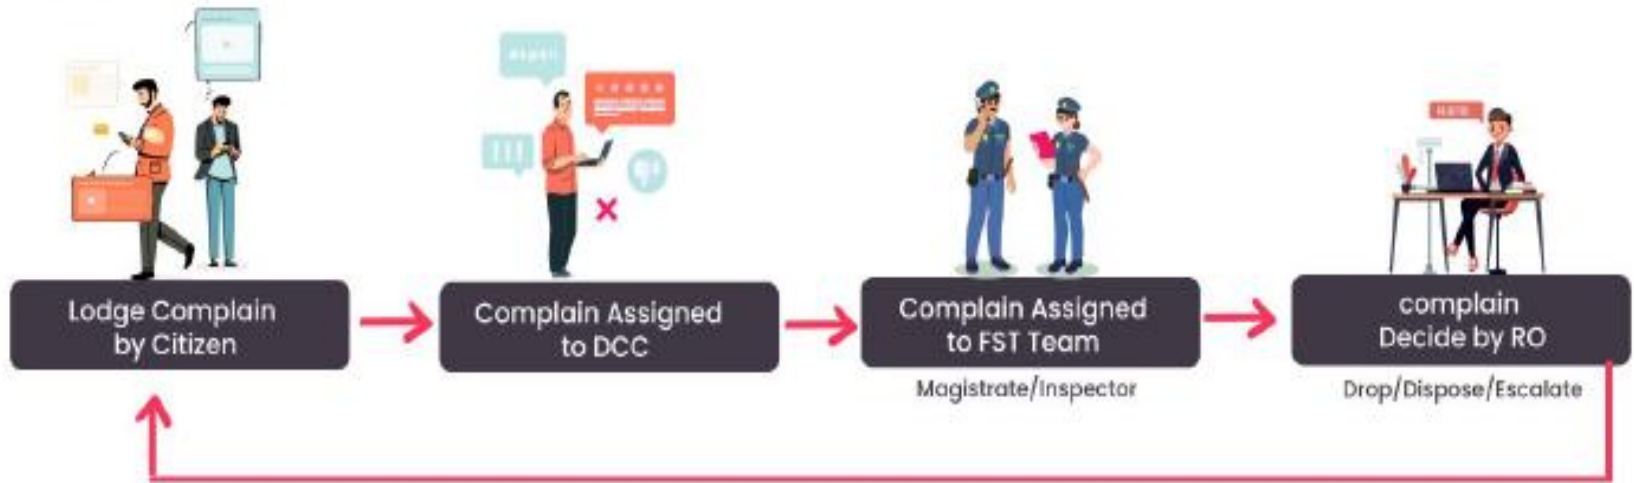 Lodge Complain
by Citizen
Complain Assigned
to DCC
Complain Assigned
to FST Team
Magistrate/Inspector
complain
Decide by RO
Drop/Dispose/Escalate